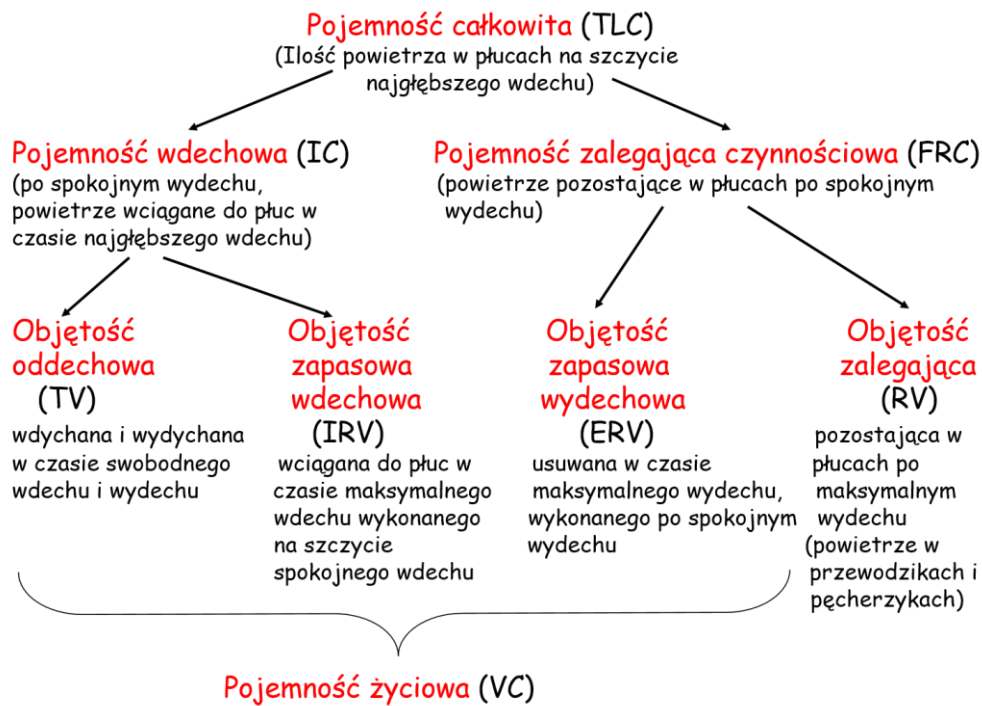 Pojemność całkowita (TLC)
(Ilość powietrza w płucach na szczycie
najgłębszego wdechu)
Pojemność wdechowa (IC)
(po spokojnym wydechu,
powietrze wciągane do płuc w
czasie najgłębszego wdechu)
Pojemność zalegająca czynnościowa (FRC)
(powietrze pozostające w płucach po spokojnym
wydechu)
Objętość
oddechowa
(TV)
wdychana i wydychana
w czasie swobodnego
wdechu i wydechu
Objętość
zapasowa
wdechowa
(IRV)
wciągana do płuc w
czasie maksymalnego
wdechu wykonanego
na szczycie
spokojnego wdechu
Objętość
zapasowa
wydechowa
(ERV)
usuwana w czasie
maksymalnego wydechu,
wykonanego po spokojnym
wydechu
Objętość
zalegająca
(RV)
pozostająca w
płucach po
maksymalnym
wydechu
(powietrze w
przewodzikach i
pęcherzykach)
Pojemność życiowa (VC)